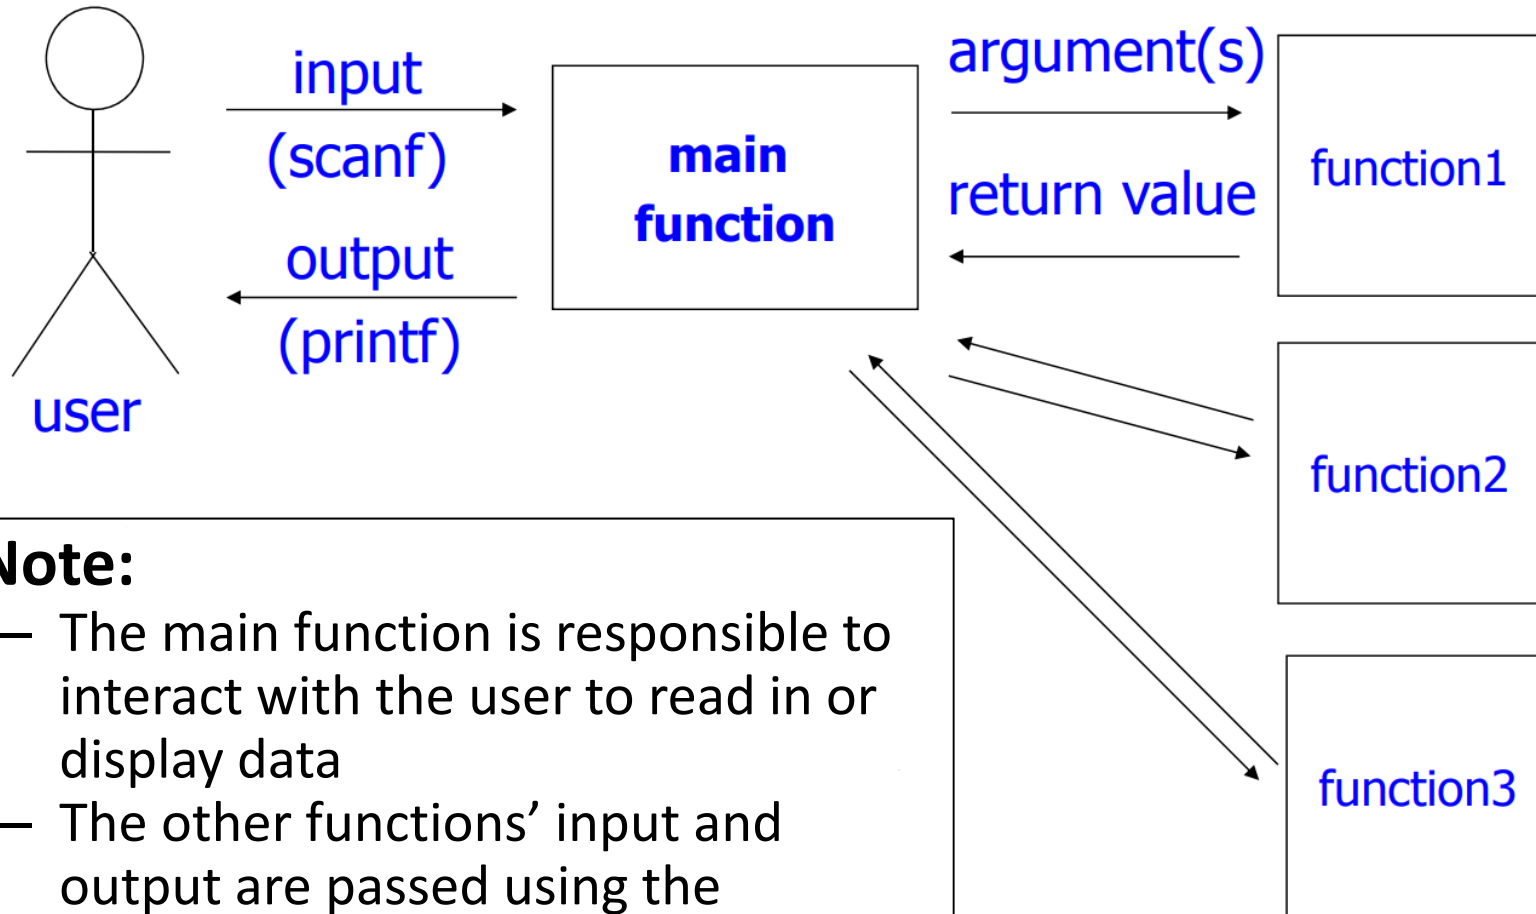 input
(scanf)
output
(printf)
user
main
function
argument(s)
return value
function1
function2
function3
Note:
– The main function is responsible to
interact with the user to read in or
display data
– The other functions’ input and
output are passed using the